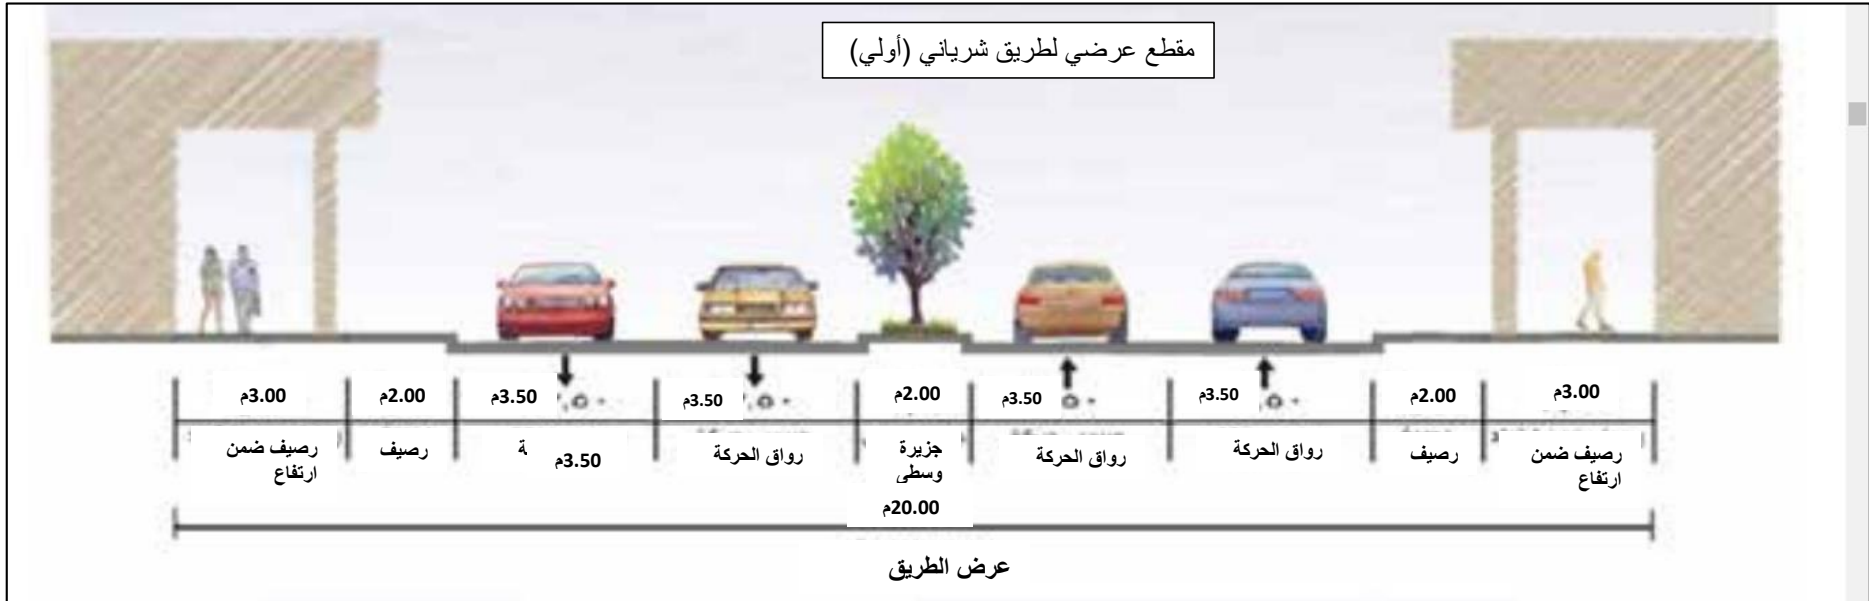 مقطع عرضي لطريق شرياني (أولي)
3.00م
2.00م
3.50م
3.50م
2.00م
3.50م
3.50م
2.00م
3.00م
رصيف ضمن
ارتفاع
رصيف
ة
3.50م
رواق الحركة
جزيرة
وسطى
رواق الحركة
رواق الحركة
رصيف
رصيف ضمن
ارتفاع
20.00م
عرض الطريق